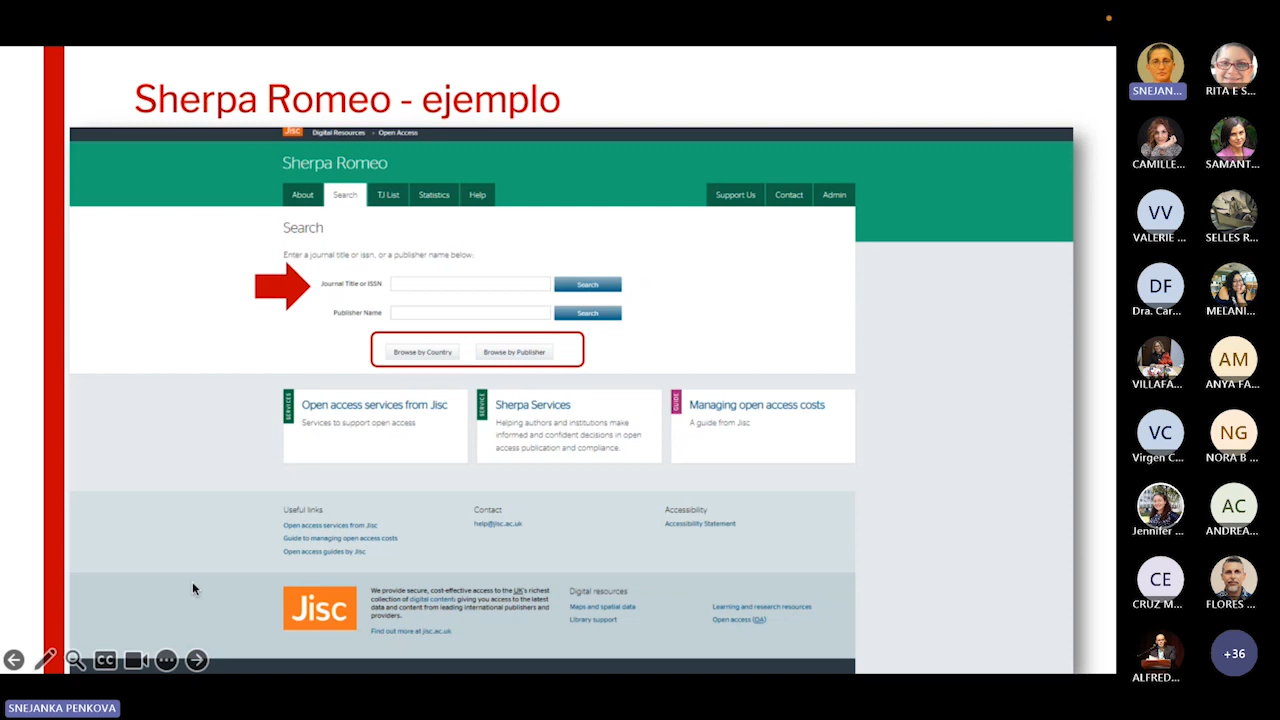 Sherpa Romeo - ejemplo
Jisc Digital Resources > Open Access
Sherpa Romeo
About Search TJ List Statistics Help Support Us Contact Admin
Search
Enter a journal title or issn, or a publisher name below:
Journal Title or ISSN Search
Publisher Name Search
Browse by Country Browse by Publisher
SERVICES
Open access services from Jisc
Services to support open access
SERVICE
Sherpa Services
Helping authors and institutions make
informed and confident decisions in open
access publication and compliance.
GUIDE
Managing open access costs
A guide from Jisc
Useful links
Open access services from Jisc
Guide to managing open access costs
Open access guides by Jisc
Contact
help@jisc.ac.uk
Accessibility
Accessibility Statement
Jisc
We provide secure, cost-effective access to the UK's richest
collection of digital content: giving you access to the latest
data and content from leading international publishers and
providers.
Find out more at jisc.ac.uk
Digital resources
Maps and spatial data
Library support
Learning and research resources
Open access (OA)
CC
SNEJANKA PENKOVA
SNEJAN...
RITA E S...
CAMILLE...
SAMANT...
VV
VALERIE ...
SELLES R...
DF
Dra. Car...
MELANI...
VILLAFA...
AM
ANYA FA...
VC
Virgen C...
NG
NORA B ...
Jennifer ...
AC
ANDREA...
CE
CRUZ M...
FLORES ...
ALFRED...
+36